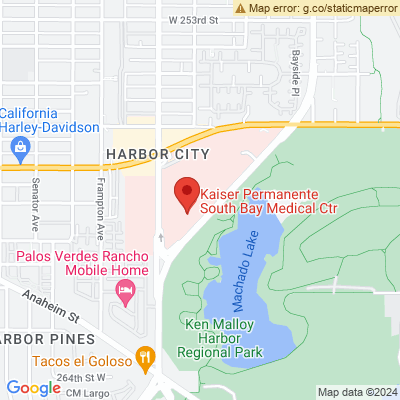 Map error: g.co/staticmaperror
W 253rd St
Bayside Pl
California
Harley-Davidson
HARBOR CITY
Senator Ave
Frampton Ave
Kaiser Permanente
South Bay Medical Ctr
Palos Verdes Rancho
Mobile Home
Machado Lake
Anaheim St
Ken Malloy
Harbor
Regional Park
ARBOR PINES
Tacos el Goloso
264th St W
CM Largo
Google
Map data ©2024